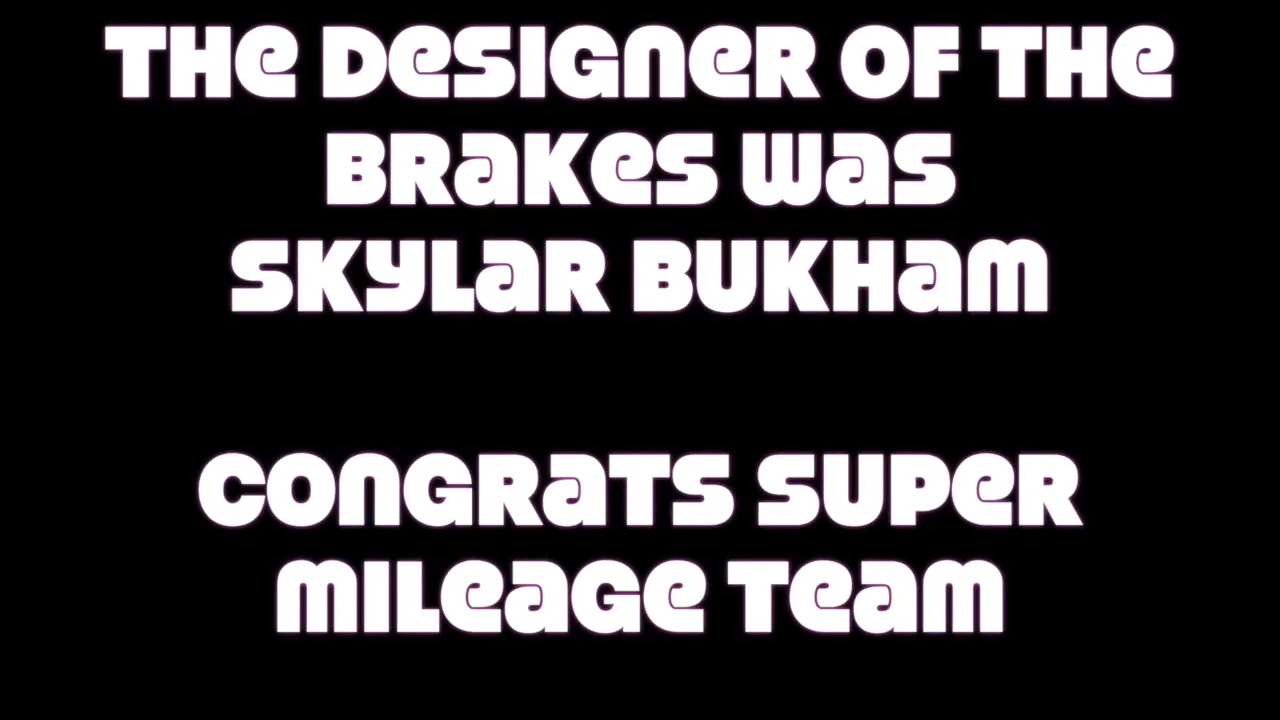 THE DESIGNER OF THE
BRAKES WAS
SKYLAR BUKHAM
CONGRATS SUPER
MILEAGE TEAM